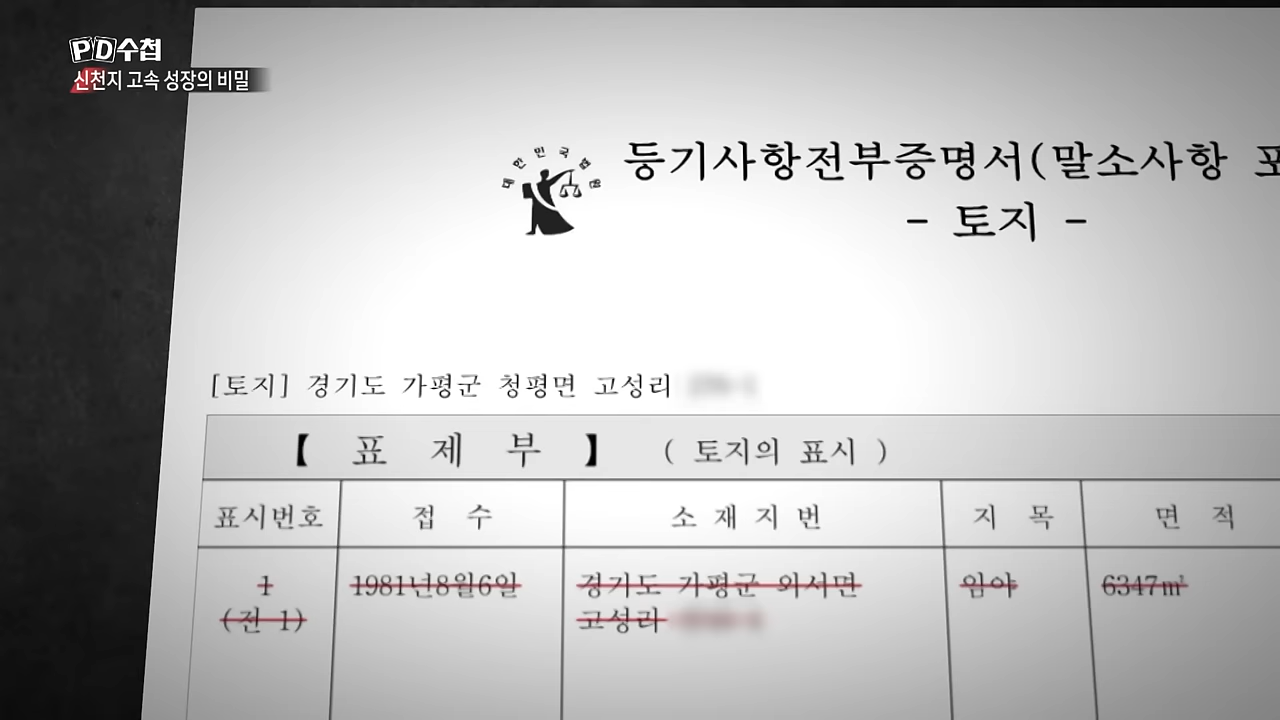 PD수첩
신천지 고속 성장의 비밀
대한민국법원
등기사항전부증명서(말소사항
- 토지 -
[토지] 경기도 가평군 청평면 고성리
【 표 제 부 】 ( 토지의 표시 )
표시번호 접 수 소 재 지 번 지 목 면 적
1 1981년8월6일 경기도 가평군 외서면 임야 6347㎡
(전 1) 고성리